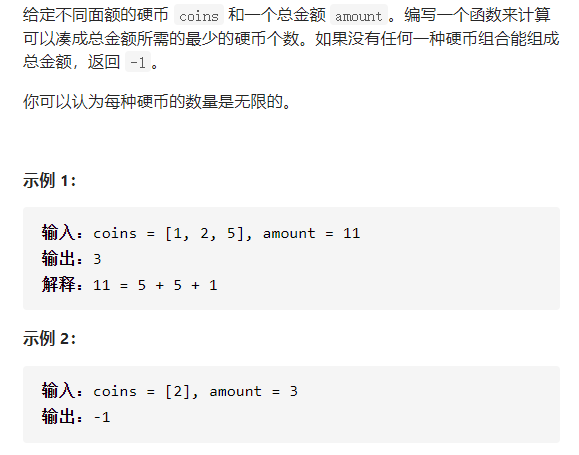 给定不同面额的硬币 coins 和一个总金额 amount。编写一个函数来计算
可以凑成总金额所需的最少的硬币个数。如果没有任何一种硬币组合能组成
总金额，返回 -1。
你可以认为每种硬币的数量是无限的。
示例 1：
输入：coins = [1, 2, 5], amount = 11
输出：3
解释：11 = 5 + 5 + 1
示例 2：
输入：coins = [2], amount = 3
输出：-1